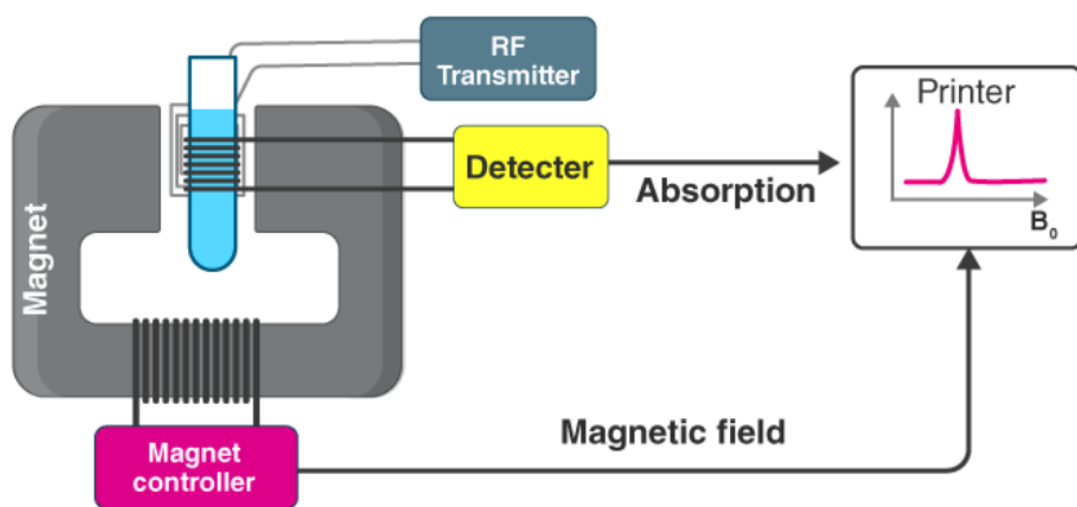 RF
Transmitter
Printer
Magnet
Detecter
Absorption
B0
Magnetic field
Magnet
controller